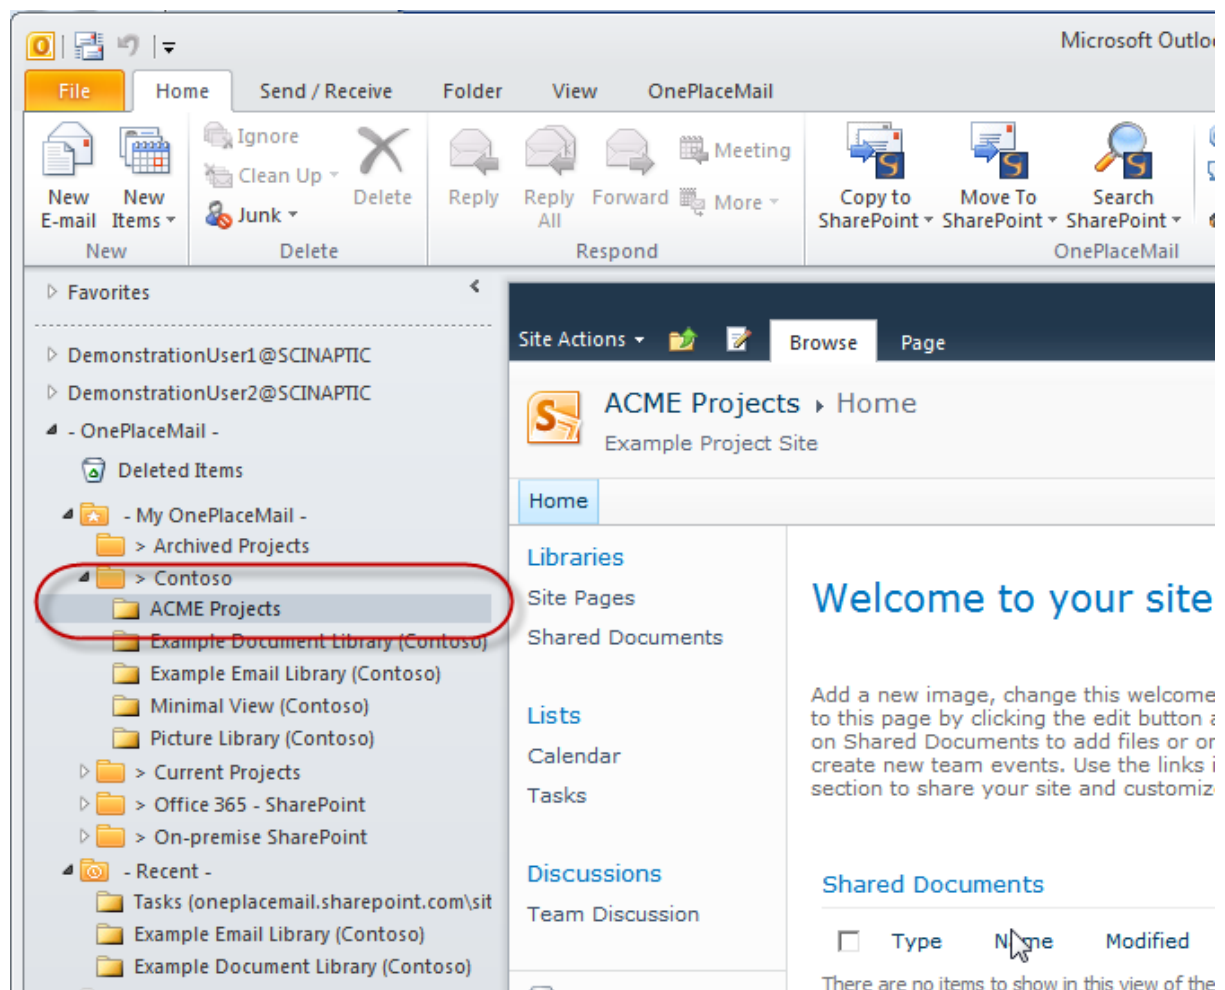 Microsoft Outlo
File Home Send / Receive Folder View OnePlaceMail
Ignore
Clean Up
Junk
Meeting
More
New E-mail
New Items
Delete
Reply
Reply All
Forward
Copy to SharePoint
Move To SharePoint
Search SharePoint
New Delete Respond OnePlaceMail
Favorites
DemonstrationUser1@SCINAPTIC
DemonstrationUser2@SCINAPTIC
- OnePlaceMail -
Deleted Items
- My OnePlaceMail -
> Archived Projects
> Contoso
ACME Projects
Example Document Library (Contoso)
Example Email Library (Contoso)
Minimal View (Contoso)
Picture Library (Contoso)
> Current Projects
> Office 365 - SharePoint
> On-premise SharePoint
- Recent -
Tasks (oneplacemail.sharepoint.com\sit
Example Email Library (Contoso)
Example Document Library (Contoso)
Site Actions Browse Page
ACME Projects Home
Example Project Site
Home
Libraries
Site Pages
Shared Documents
Lists
Calendar
Tasks
Discussions
Team Discussion
Welcome to your site
Add a new image, change this welcome
to this page by clicking the edit button a
on Shared Documents to add files or or
create new team events. Use the links i
section to share your site and customiz
Shared Documents
Type Name Modified
There are no items to show in this view of the